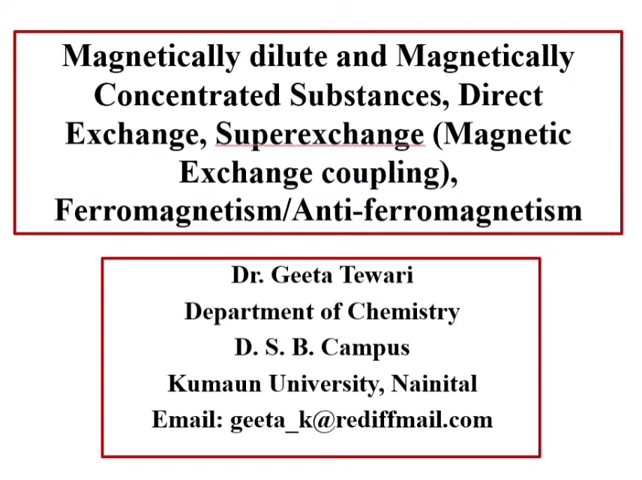 Magnetically dilute and Magnetically
Concentrated Substances, Direct
Exchange, Superexchange (Magnetic
Exchange coupling),
Ferromagnetism/Anti-ferromagnetism
Dr. Geeta Tewari
Department of Chemistry
D. S. B. Campus
Kumaun University, Nainital
Email: geeta_k@rediffmail.com